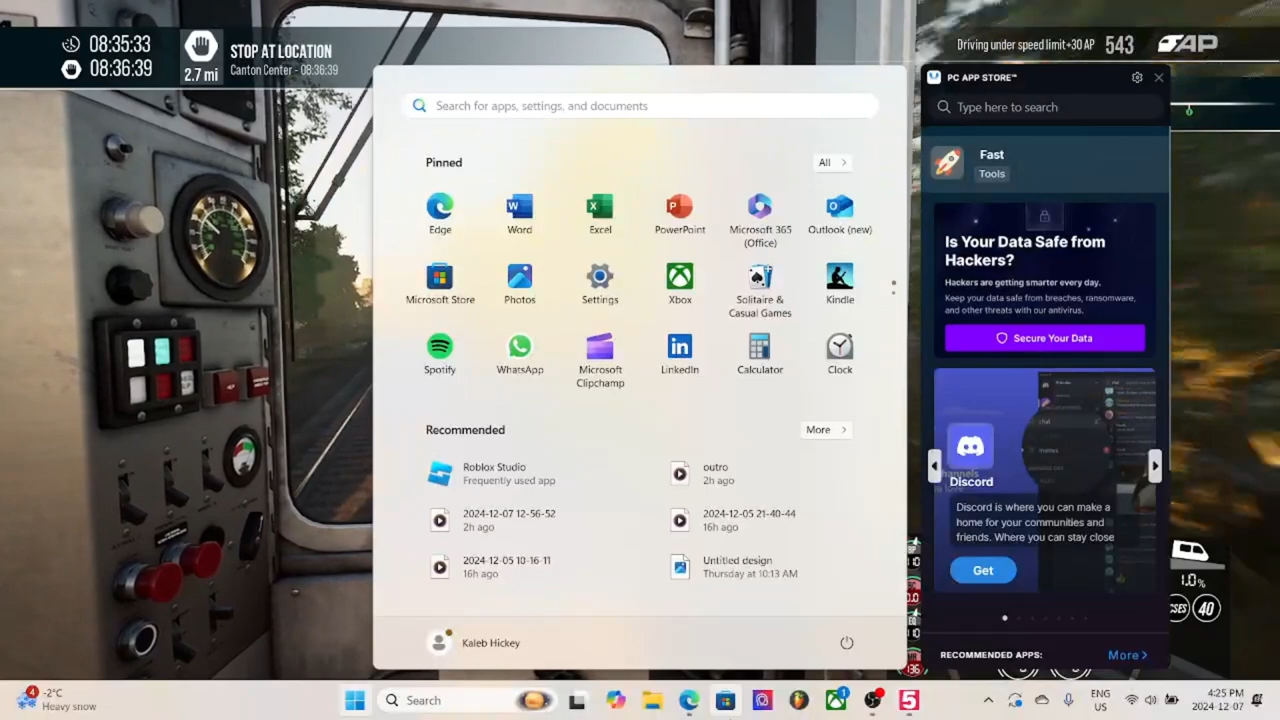 08:35:33
08:36:39
2.7 mi
STOP AT LOCATION
Canton Center - 08:36:39
Driving under speed limit+30 AP
543
AP
Search for apps, settings, and documents
Pinned
All
Edge
Word
Excel
PowerPoint
Microsoft 365
(Office)
Outlook (new)
Microsoft Store
Photos
Settings
Xbox
Solitaire &
Casual Games
Kindle
Spotify
WhatsApp
Microsoft
Clipchamp
LinkedIn
Calculator
Clock
Recommended
More
Roblox Studio
Frequently used app
outro
2h ago
2024-12-07 12-56-52
2h ago
2024-12-05 21-40-44
16h ago
2024-12-05 10-16-11
16h ago
Untitled design
Thursday at 10:13 AM
Kaleb Hickey
PC APP STORE™
Type here to search
Fast
Tools
Is Your Data Safe from
Hackers?
Hackers are getting smarter every day.
Keep your data safe from breaches, ransomware,
and other threats with our antivirus.
Secure Your Data
Discord
Discord is where you can make a
home for your communities and
friends. Where you can stay close
Get
RECOMMENDED APPS:
More
1.0%
40
4
-2°C
Heavy snow
Search
1
5
ENG
US
4:25 PM
2024-12-07